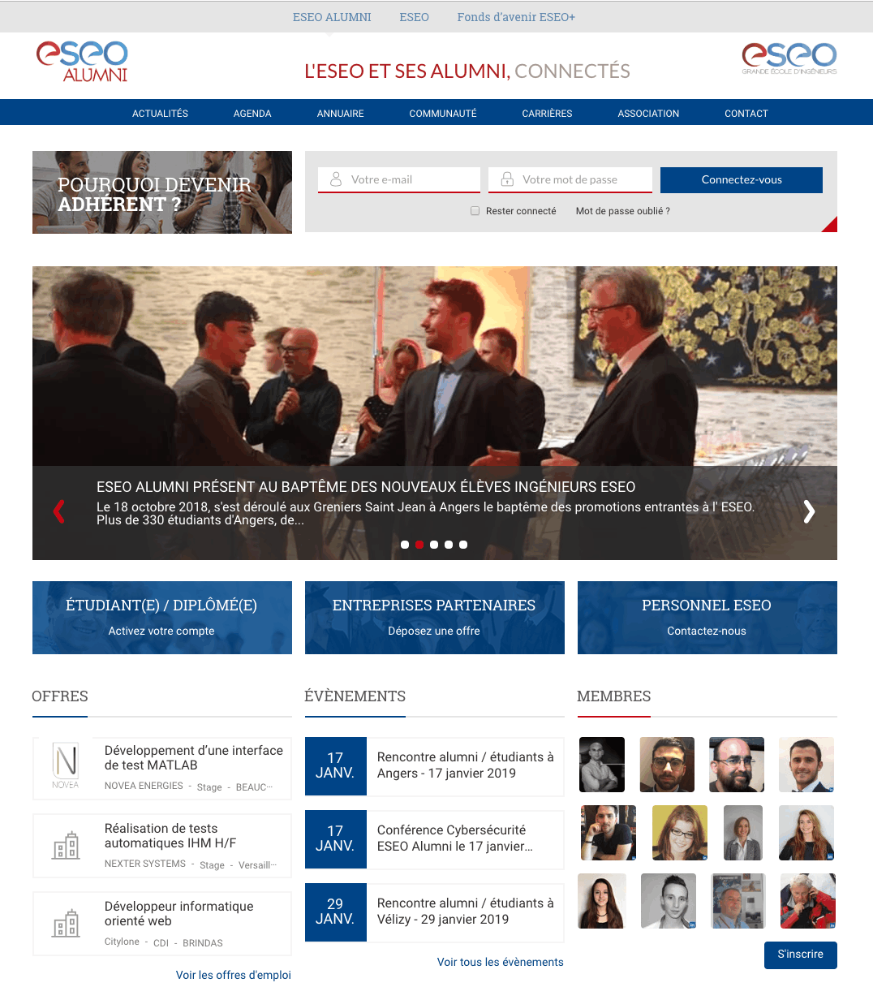 ESEO ALUMNI
ESEO
Fonds d'avenir ESEO+
eseo
ALUMNI
L'ESEO ET SES ALUMNI, CONNECTÉS
eseo
GRANDE ÉCOLE D'INGÉNIEURS
ACTUALITÉS
AGENDA
ANNUAIRE
COMMUNAUTÉ
CARRIÈRES
ASSOCIATION
CONTACT
POURQUOI DEVENIR
ADHÉRENT ?
Votre e-mail
Votre mot de passe
Connectez-vous
Rester connecté
Mot de passe oublié ?
ESEO ALUMNI PRÉSENT AU BAPTÊME DES NOUVEAUX ÉLÈVES INGÉNIEURS ESEO
Le 18 octobre 2018, s'est déroulé aux Greniers Saint Jean à Angers le baptême des promotions entrantes à l' ESEO.
Plus de 330 étudiants d'Angers, de...
ÉTUDIANT(E) / DIPLÔMÉ(E)
Activez votre compte
ENTREPRISES PARTENAIRES
Déposez une offre
PERSONNEL ESEO
Contactez-nous
OFFRES
NOVEA
Développement d'une interface
de test MATLAB
NOVEA ENERGIES - Stage - BEAUC...
Réalisation de tests
automatiques IHM H/F
NEXTER SYSTEMS - Stage - Versaill...
Développeur informatique
orienté web
Citylone - CDI - BRINDAS
Voir les offres d'emploi
ÉVÈNEMENTS
17
JANV.
Rencontre alumni / étudiants à
Angers - 17 janvier 2019
17
JANV.
Conférence Cybersécurité
ESEO Alumni le 17 janvier...
29
JANV.
Rencontre alumni / étudiants à
Vélizy - 29 janvier 2019
Voir tous les évènements
MEMBRES
S'inscrire